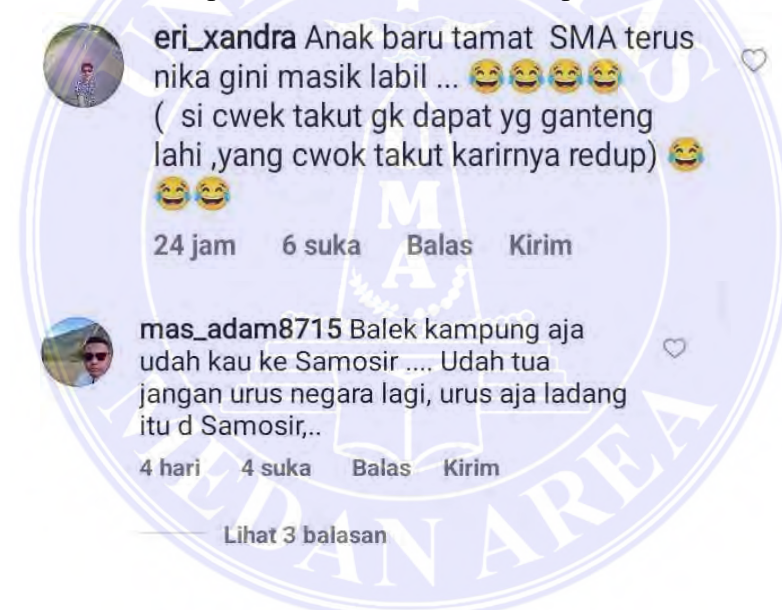 eri_xandra Anak baru tamat SMA terus
nika gini masik labil ... 😂😂😂😂
( si cwek takut gk dapat yg ganteng
lahi ,yang cwok takut karirnya redup) 😂
😂😂
24 jam 6 suka Balas Kirim
mas_adam8715 Balek kampung aja
udah kau ke Samosir .... Udah tua
jangan urus negara lagi, urus aja ladang
itu d Samosir,..
4 hari 4 suka Balas Kirim
Lihat 3 balasan
UMA
MEDAN AREA